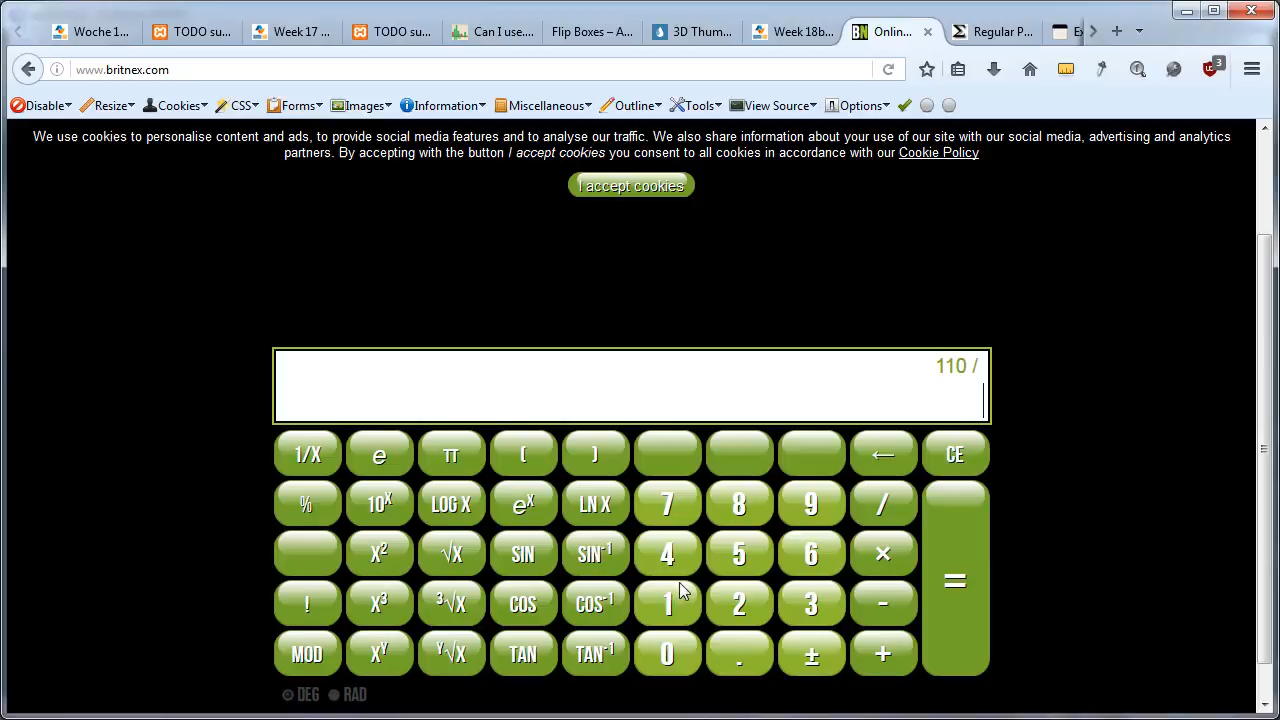 Woche 1...
TODO su...
Week 17 ...
TODO su...
Can I use....
Flip Boxes – A...
3D Thum...
Week 18b...
BN Onlin...
Regular P...
Ex
www.britnex.com
3
Disable
Resize
Cookies
CSS
Forms
Images
Information
Miscellaneous
Outline
Tools
View Source
Options
We use cookies to personalise content and ads, to provide social media features and to analyse our traffic. We also share information about your use of our site with our social media, advertising and analytics
partners. By accepting with the button I accept cookies you consent to all cookies in accordance with our Cookie Policy
I accept cookies
110 /
1/X e π ( ) ← CE
% 10ˣ LOG X eˣ LN X 7 8 9 /
X² √X SIN SIN⁻¹ 4 5 6 ×
! X³ ³√X COS COS⁻¹ 1 2 3 - =
MOD Xʸ ʸ√X TAN TAN⁻¹ 0 . ± +
DEG RAD